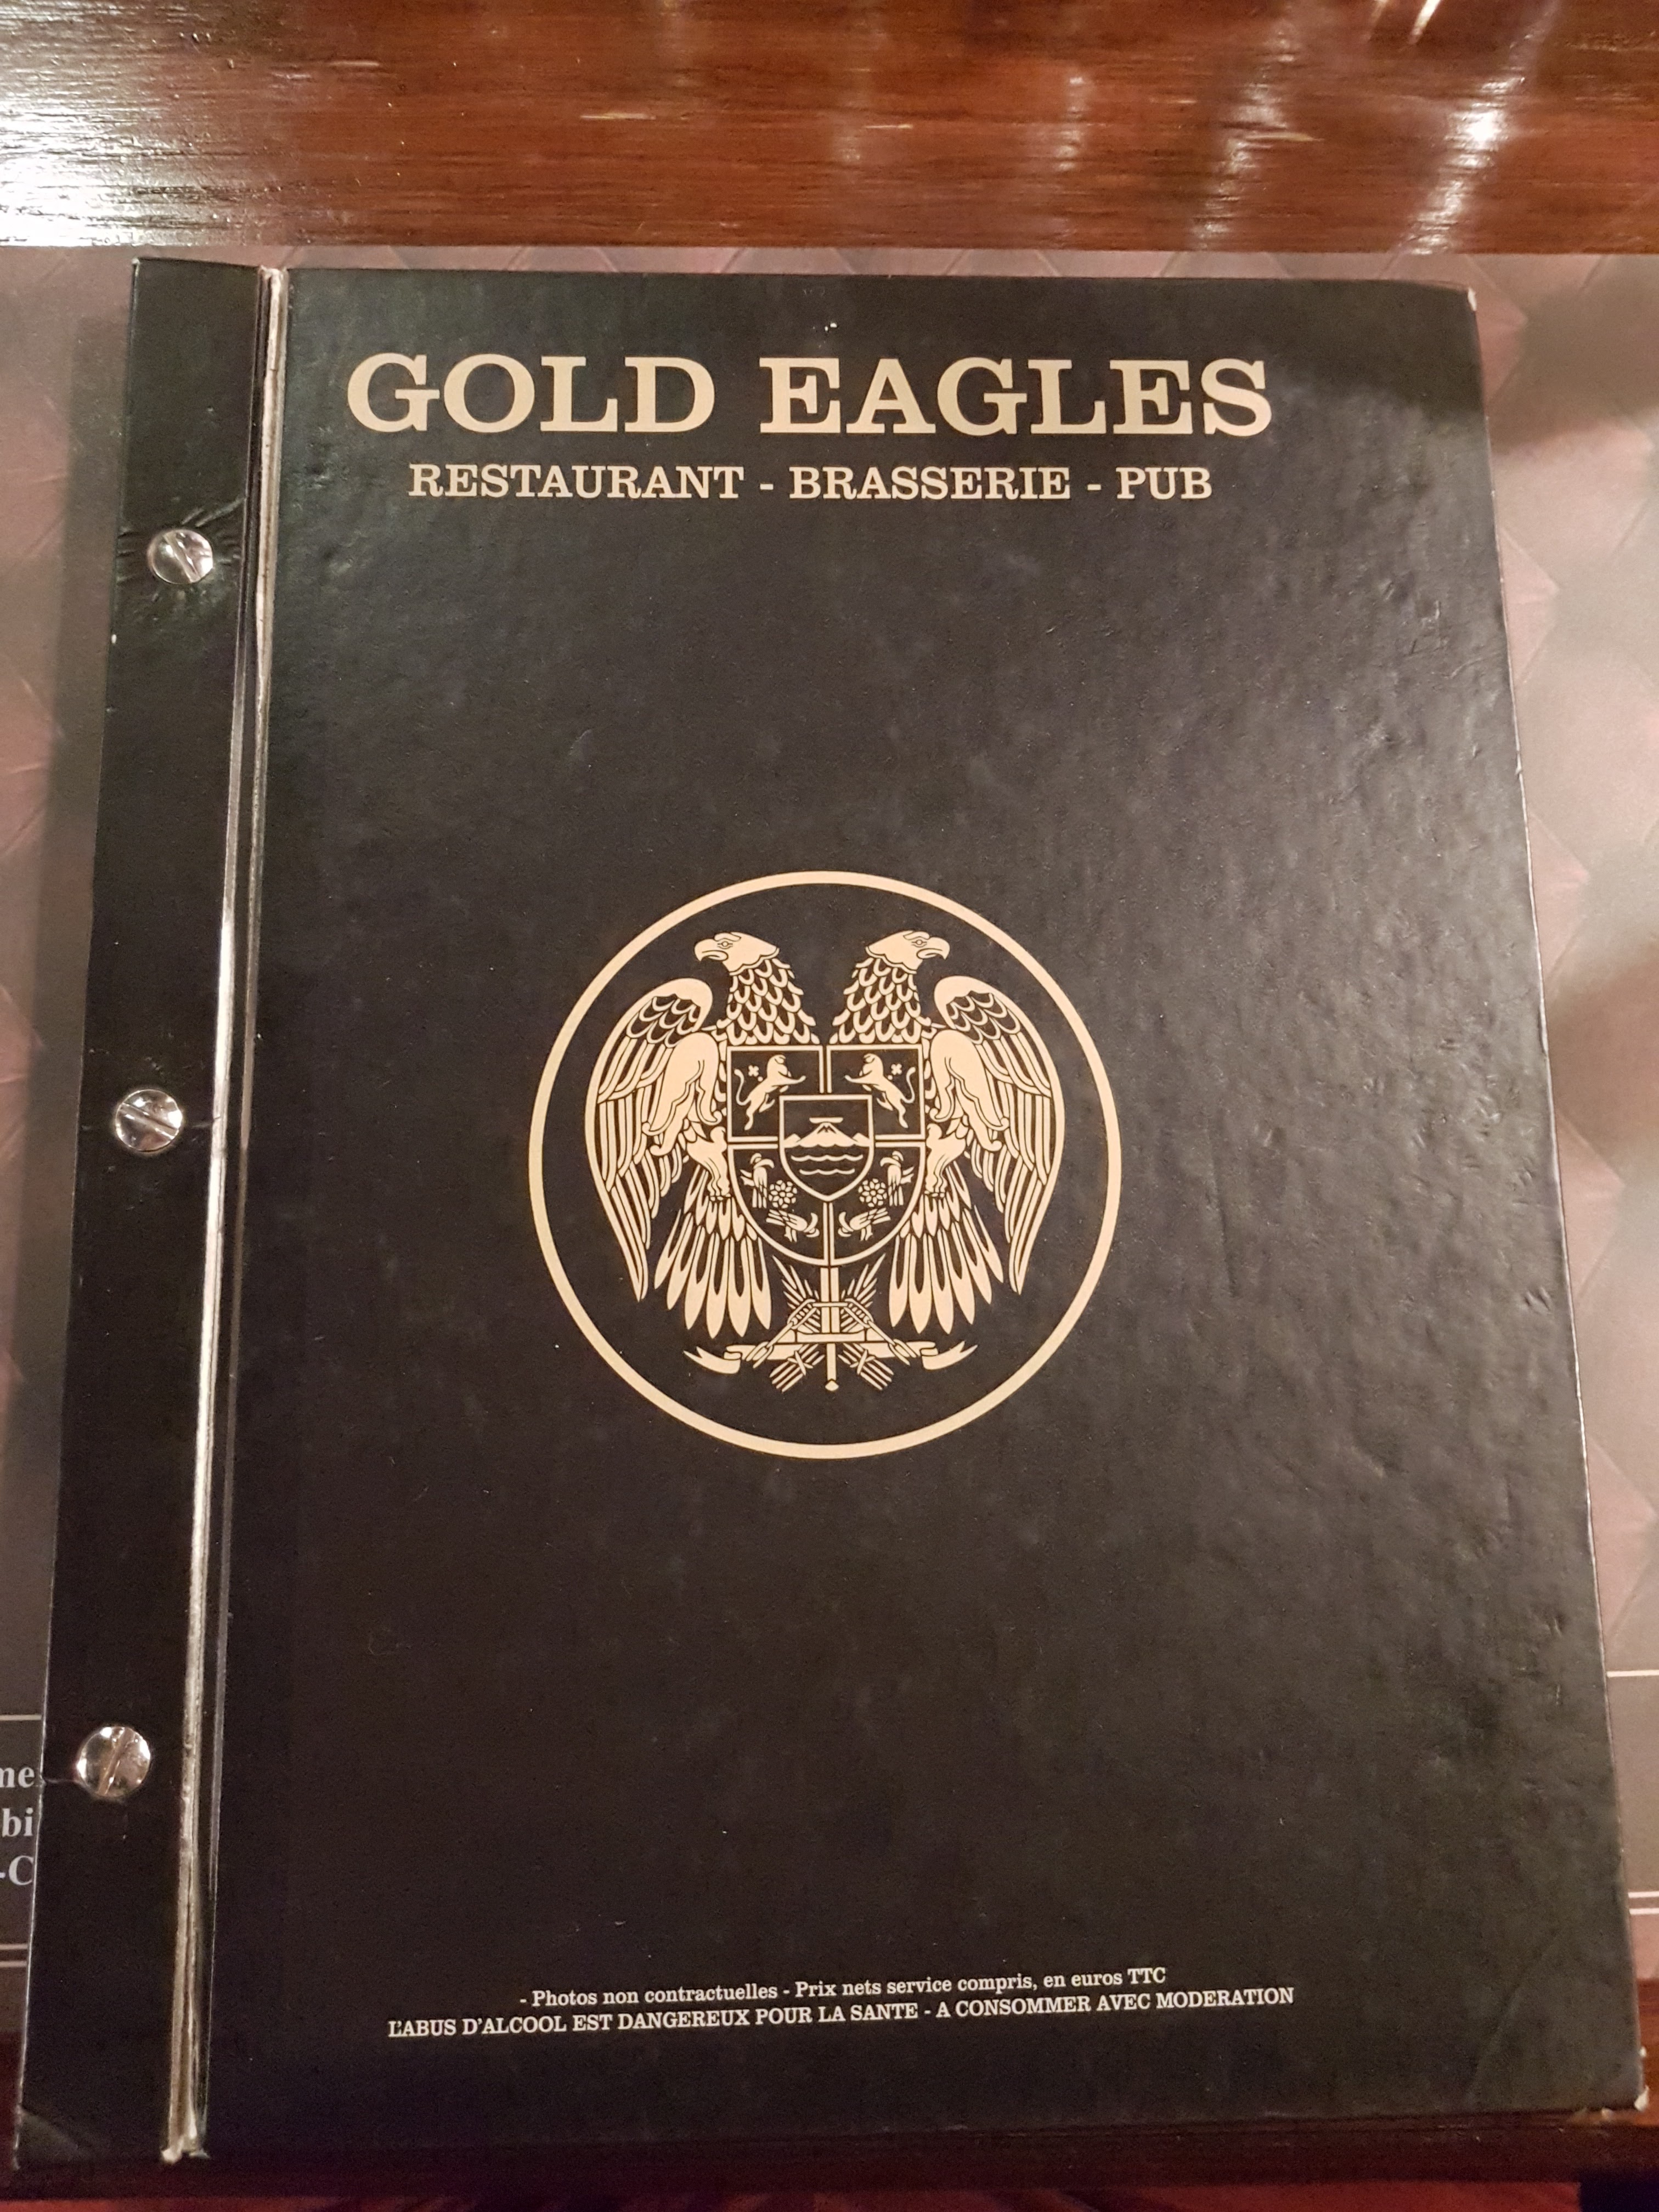 GOLD EAGLES
RESTAURANT - BRASSERIE - PUB
- Photos non contractuelles - Prix nets service compris, en euros TTC
L'ABUS D'ALCOOL EST DANGEREUX POUR LA SANTE - A CONSOMMER AVEC MODERATION